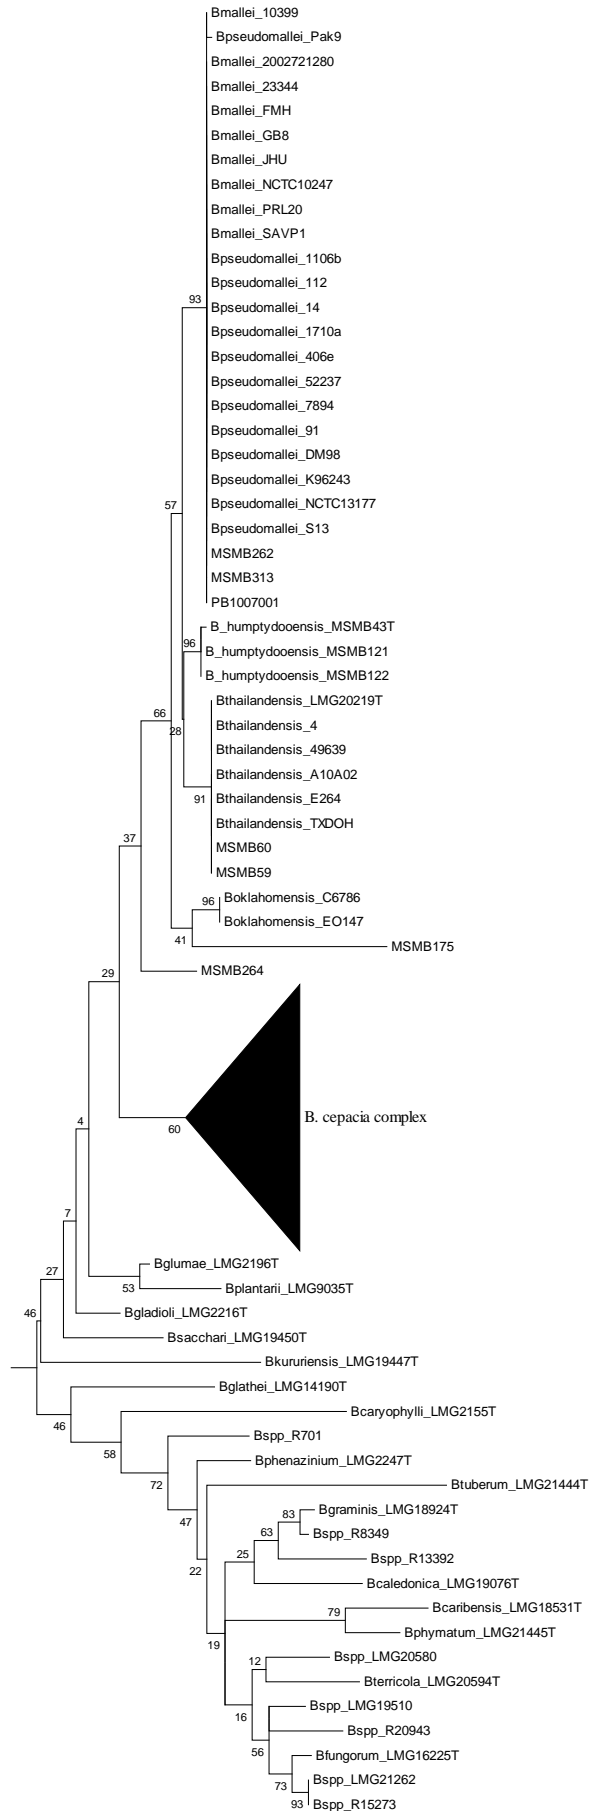 Bmallei_10399
Bpseudomallei_Pak9
Bmallei_2002721280
Bmallei_23344
Bmallei_FMH
Bmallei_GB8
Bmallei_JHU
Bmallei_NCTC10247
Bmallei_PRL20
Bmallei_SAVP1
Bpseudomallei_1106b
Bpseudomallei_112
93
Bpseudomallei_14
Bpseudomallei_1710a
Bpseudomallei_406e
Bpseudomallei_52237
Bpseudomallei_7894
Bpseudomallei_91
Bpseudomallei_DM98
Bpseudomallei_K96243
57
Bpseudomallei_NCTC13177
Bpseudomallei_S13
MSMB262
MSMB313
PB1007001
B_humptydooensis_MSMB43T
96
B_humptydooensis_MSMB121
B_humptydooensis_MSMB122
Bthailandensis_LMG20219T
66
28
Bthailandensis_4
Bthailandensis_49639
Bthailandensis_A10A02
91
Bthailandensis_E264
Bthailandensis_TXDOH
37
MSMB60
MSMB59
96
Boklahomensis_C6786
Boklahomensis_EO147
41
MSMB175
MSMB264
29
B. cepacia complex
60
4
7
Bglumae_LMG2196T
27
53
Bplantarii_LMG9035T
46
Bgladioli_LMG2216T
Bsacchari_LMG19450T
Bkururiensis_LMG19447T
Bglathei_LMG14190T
46
Bcaryophylli_LMG2155T
58
Bspp_R701
72
Bphenazinium_LMG2247T
47
Btuberum_LMG21444T
83
Bgraminis_LMG18924T
63
Bspp_R8349
25
Bspp_R13392
22
Bcaledonica_LMG19076T
79
Bcaribensis_LMG18531T
19
Bphymatum_LMG21445T
12
Bspp_LMG20580
Bterricola_LMG20594T
16
Bspp_LMG19510
56
Bspp_R20943
Bfungorum_LMG16225T
73
Bspp_LMG21262
93
Bspp_R15273